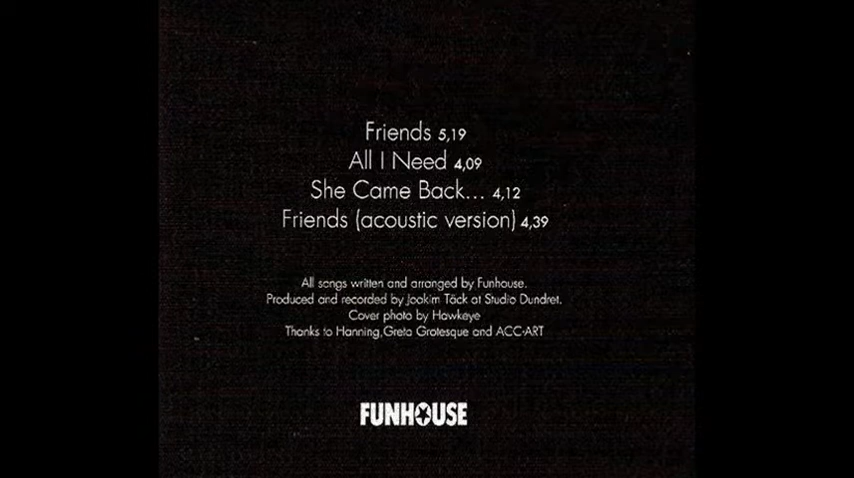 Friends 5,19
All I Need 4,09
She Came Back... 4,12
Friends (acoustic version) 4,39
All songs written and arranged by Funhouse.
Produced and recorded by Joakim Täck at Studio Dundret.
Cover photo by Hawkeye
Thanks to Hanning,Greta Grotesque and ACC-ART
FUNHOUSE